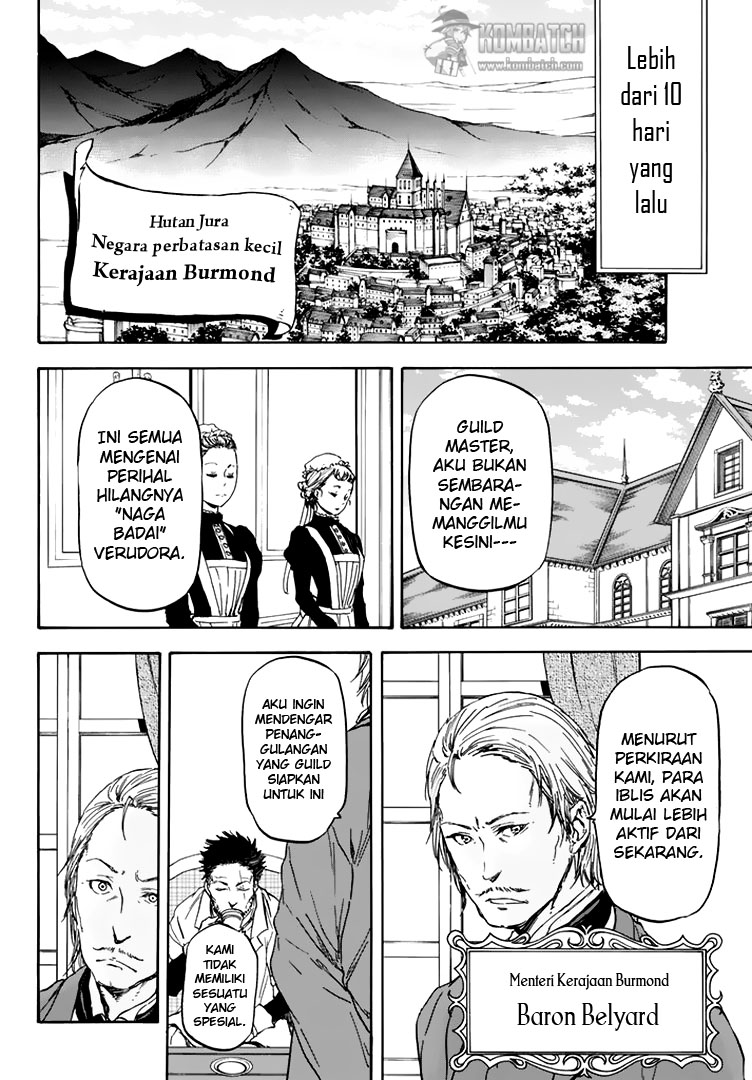 KOMBATCH
www.kombatch.com
Lebih
dari 10
hari
yang
lalu
Hutan Jura
Negara perbatasan kecil
Kerajaan Burmond
GUILD
MASTER,
AKU BUKAN
SEMBARA-
NGAN ME-
MANGGILMU
KESINI---
INI SEMUA
MENGENAI
PERIHAL
HILANGNYA
"NAGA
BADAI"
VERUDORA.
MENURUT
PERKIRAAN
KAMI, PARA
IBLIS AKAN
MULAI LEBIH
AKTIF DARI
SEKARANG.
Menteri Kerajaan Burmond
Baron Belyard
AKU INGIN
MENDENGAR
PENANG-
GULANGAN
YANG GUILD
SIAPKAN
UNTUK INI
KAMI
TIDAK
MEMILIKI
SESUATU
YANG
SPESIAL.